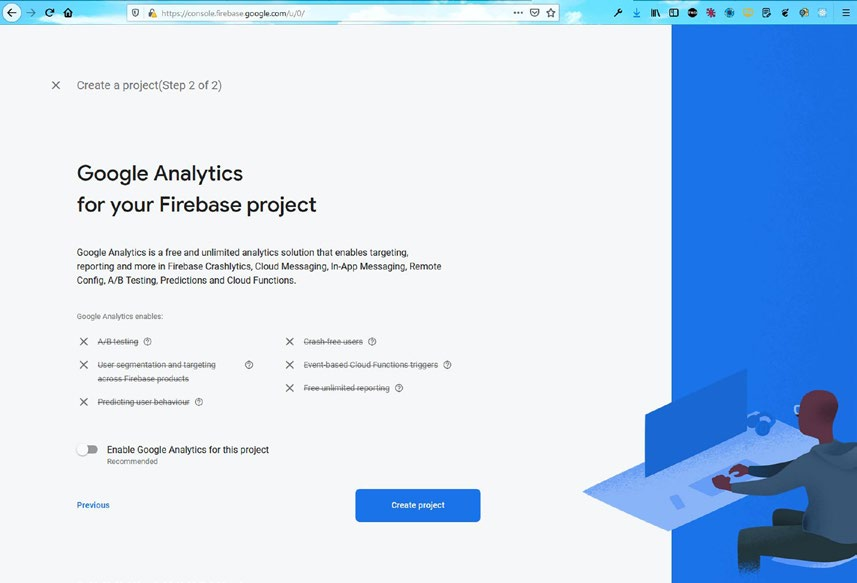 https://console.firebase.google.com/u/0/
Create a project(Step 2 of 2)
Google Analytics
for your Firebase project
Google Analytics is a free and unlimited analytics solution that enables targeting,
reporting and more in Firebase Crashlytics, Cloud Messaging, In-App Messaging, Remote
Config, A/B Testing, Predictions and Cloud Functions.
Google Analytics enables:
A/B testing
Crash-free users
User segmentation and targeting
across Firebase products
Event-based Cloud Functions triggers
Free unlimited reporting
Predicting user behaviour
Enable Google Analytics for this project
Recommended
Previous
Create project